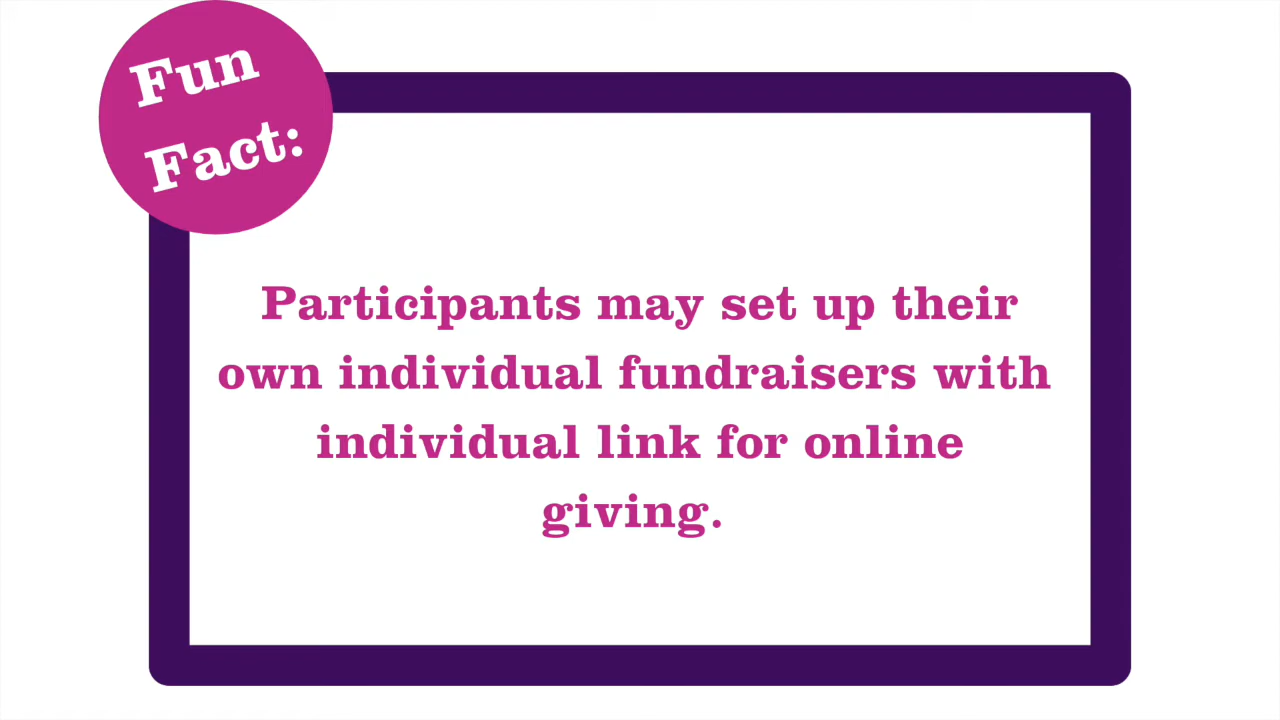 Fun
Fact:
Participants may set up their
own individual fundraisers with
individual link for online
giving.